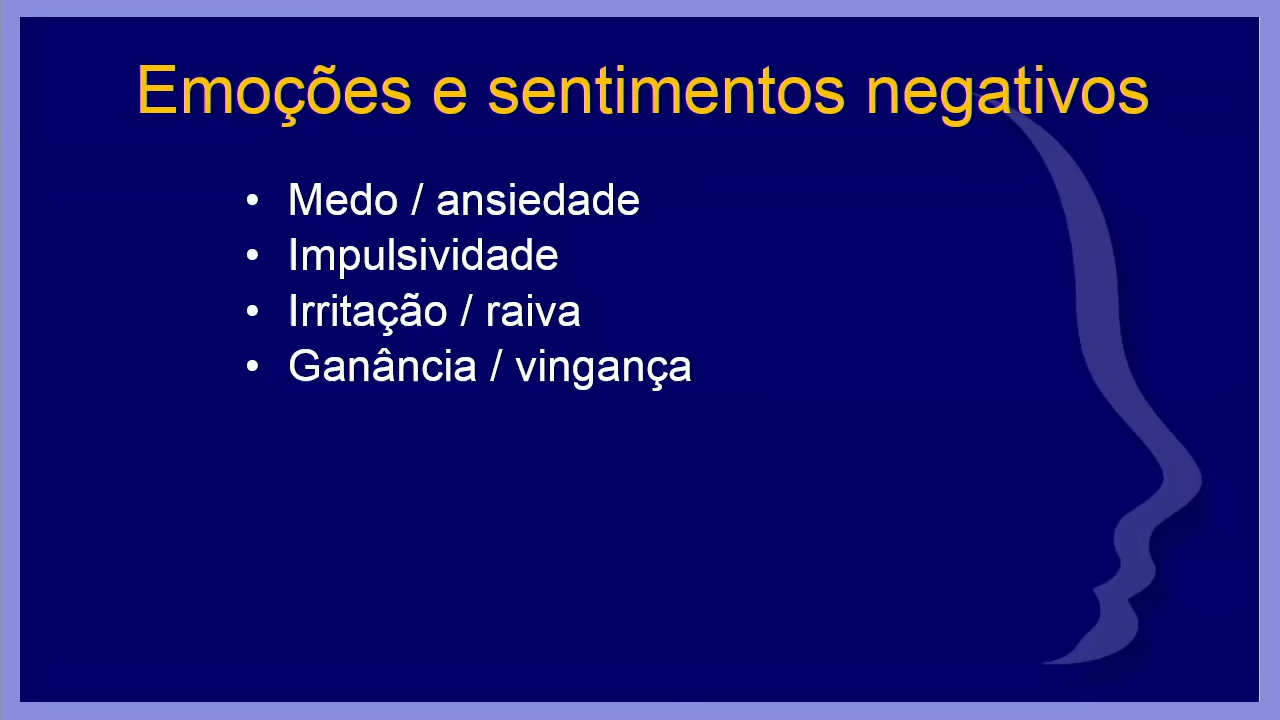 Emoções e sentimentos negativos
• Medo / ansiedade
• Impulsividade
• Irritação / raiva
• Ganância / vingança